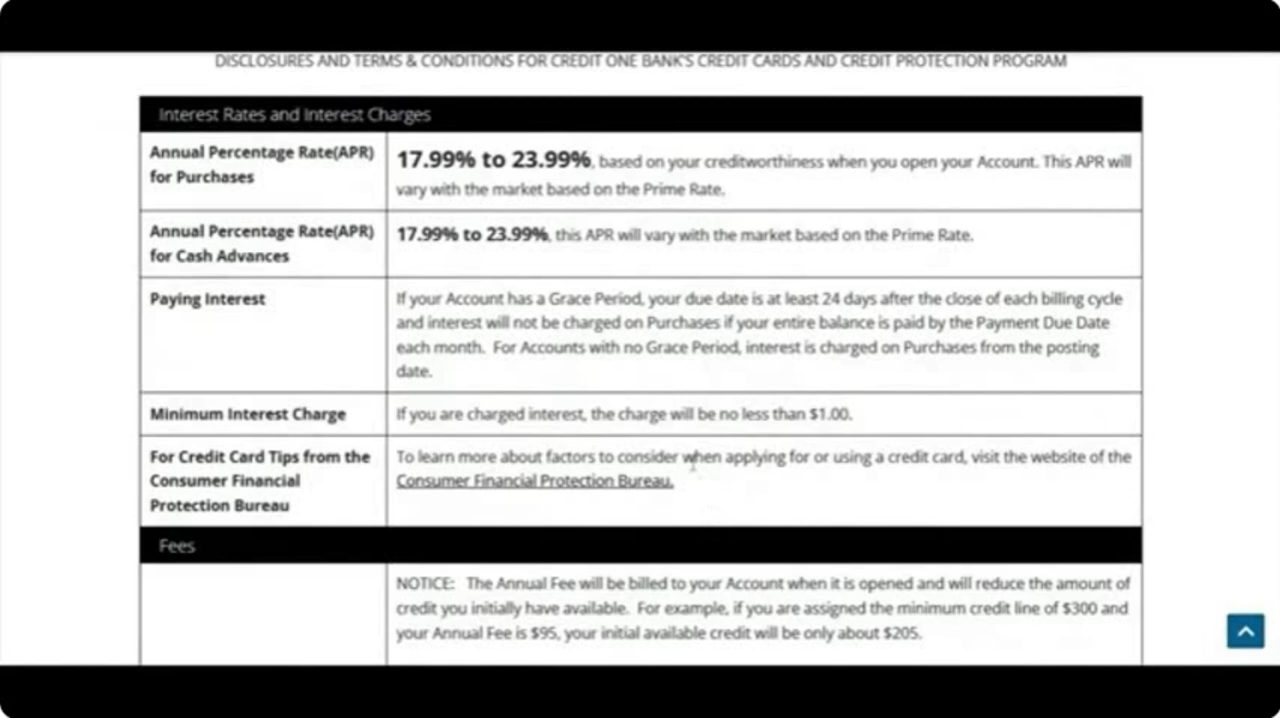 DISCLOSURES AND TERMS & CONDITIONS FOR CREDIT ONE BANK'S CREDIT CARDS AND CREDIT PROTECTION PROGRAM
Interest Rates and Interest Charges
Annual Percentage Rate(APR)
for Purchases
17.99% to 23.99%, based on your creditworthiness when you open your Account. This APR will
vary with the market based on the Prime Rate.
Annual Percentage Rate(APR)
for Cash Advances
17.99% to 23.99%, this APR will vary with the market based on the Prime Rate.
Paying Interest
If your Account has a Grace Period, your due date is at least 24 days after the close of each billing cycle
and interest will not be charged on Purchases if your entire balance is paid by the Payment Due Date
each month. For Accounts with no Grace Period, interest is charged on Purchases from the posting
date.
Minimum Interest Charge
If you are charged interest, the charge will be no less than $1.00.
For Credit Card Tips from the
Consumer Financial
Protection Bureau
To learn more about factors to consider when applying for or using a credit card, visit the website of the
Consumer Financial Protection Bureau.
Fees
NOTICE: The Annual Fee will be billed to your Account when it is opened and will reduce the amount of
credit you initially have available. For example, if you are assigned the minimum credit line of $300 and
your Annual Fee is $95, your initial available credit will be only about $205.